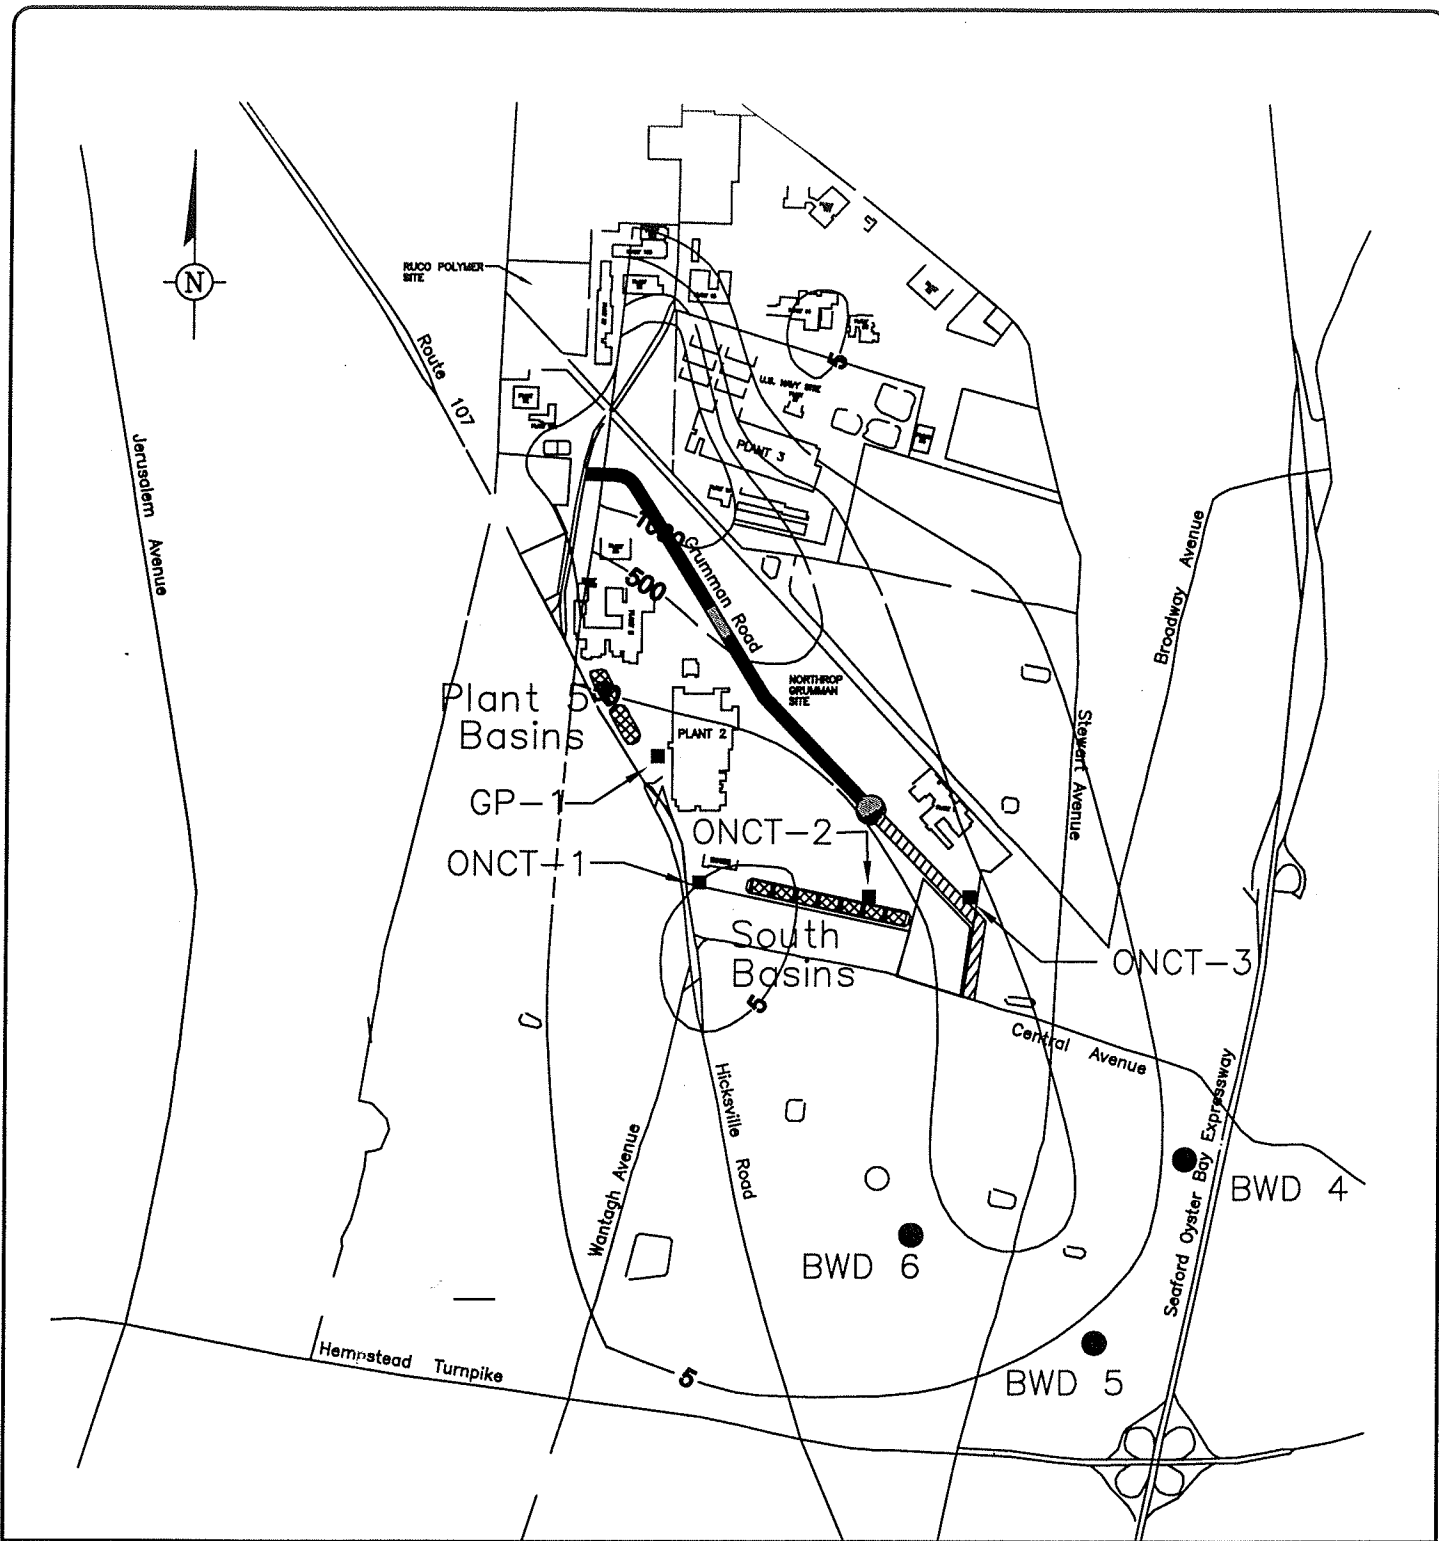 N
RUCO POLYMER
SITE
Route 107
Jerusalem Avenue
5
U.S. NAVY SITE
PLANT 3
Grumman Road
500
Broadway Avenue
NORTHROP
GRUMMAN
SITE
Plant 5
Basins
PLANT 2
Stewart Avenue
GP-1
ONCT-2
ONCT-1
South
Basins
ONCT-3
5
Central Avenue
Hicksville Road
Wantagh Avenue
Seaford Oyster Bay Expressway
BWD 4
BWD 6
Hempstead Turnpike
5
BWD 5